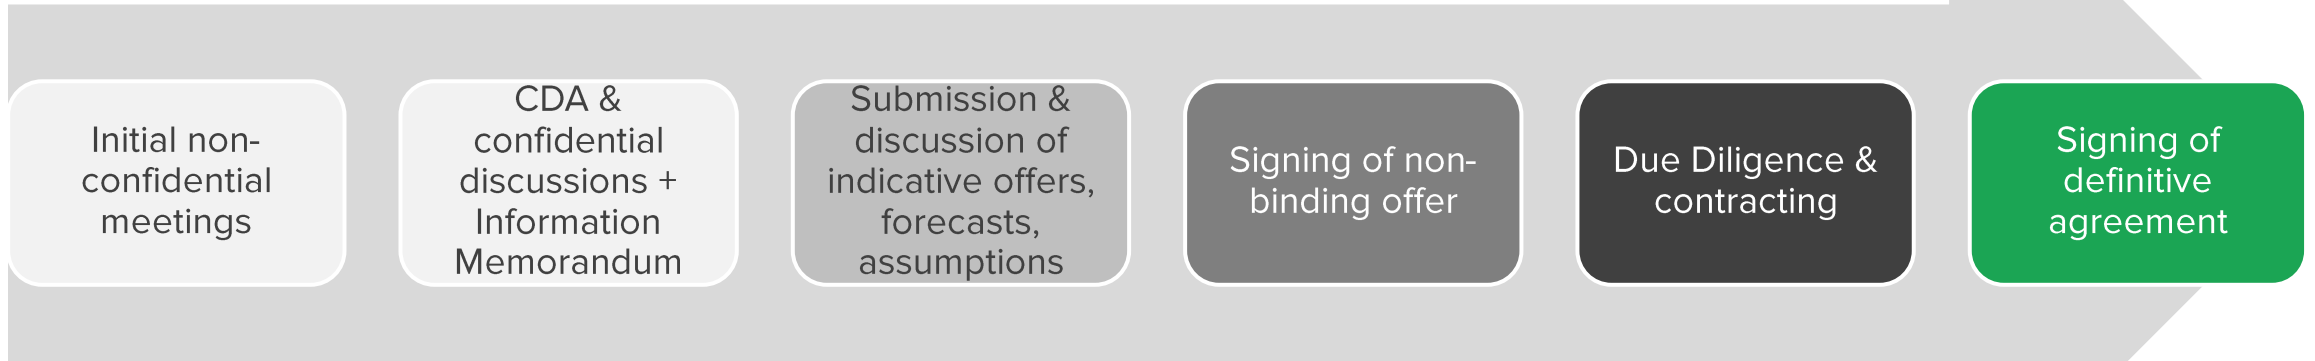 Initial non-
confidential
meetings
CDA &
confidential
discussions +
Information
Memorandum
Submission &
discussion of
indicative offers,
forecasts,
assumptions
Signing of non-
binding offer
Due Diligence &
contracting
Signing of
definitive
agreement